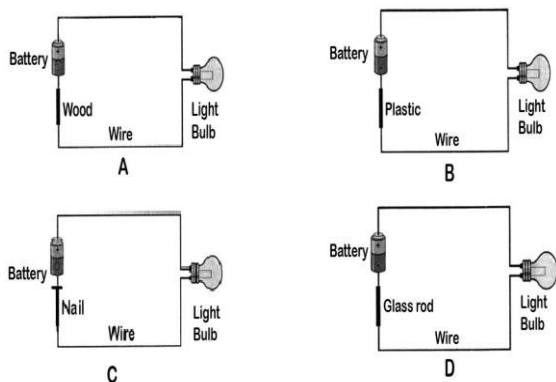 Battery
Wood
Wire
Light
Bulb
A
Battery
Plastic
Wire
Light
Bulb
B
Battery
Nail
Wire
Light
Bulb
C
Battery
Glass rod
Wire
Light
Bulb
D